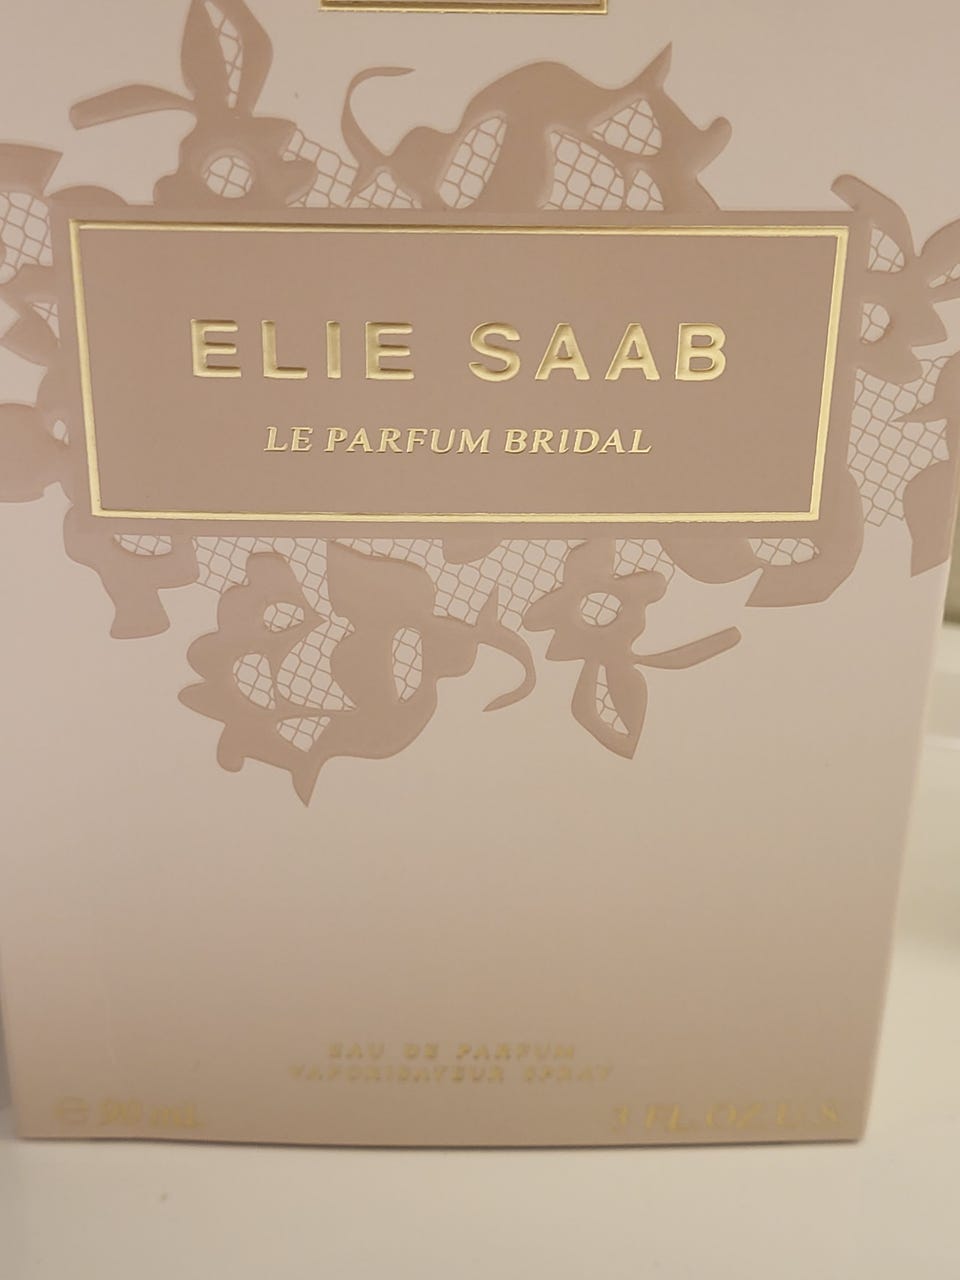 ELIE SAAB
LE PARFUM BRIDAL
EAU DE PARFUM
VAPORISATEUR SPRAY
℮ 90 mL
3 FL. OZ U.S